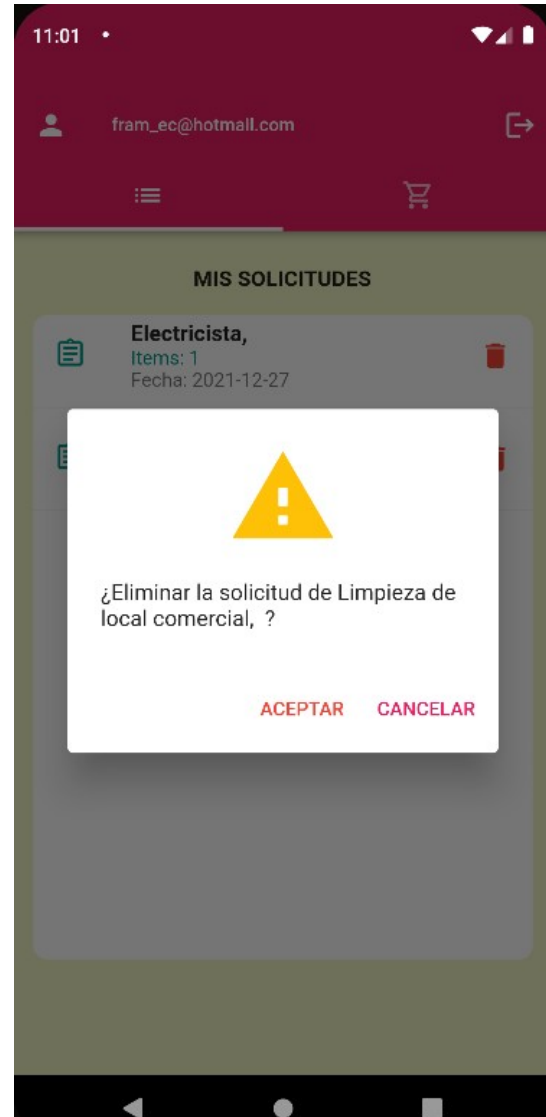 11:01
fram_ec@hotmall.com
MIS SOLICITUDES
Electricista,
Items: 1
Fecha: 2021-12-27
¿Eliminar la solicitud de Limpieza de
local comercial,  ?
ACEPTAR CANCELAR